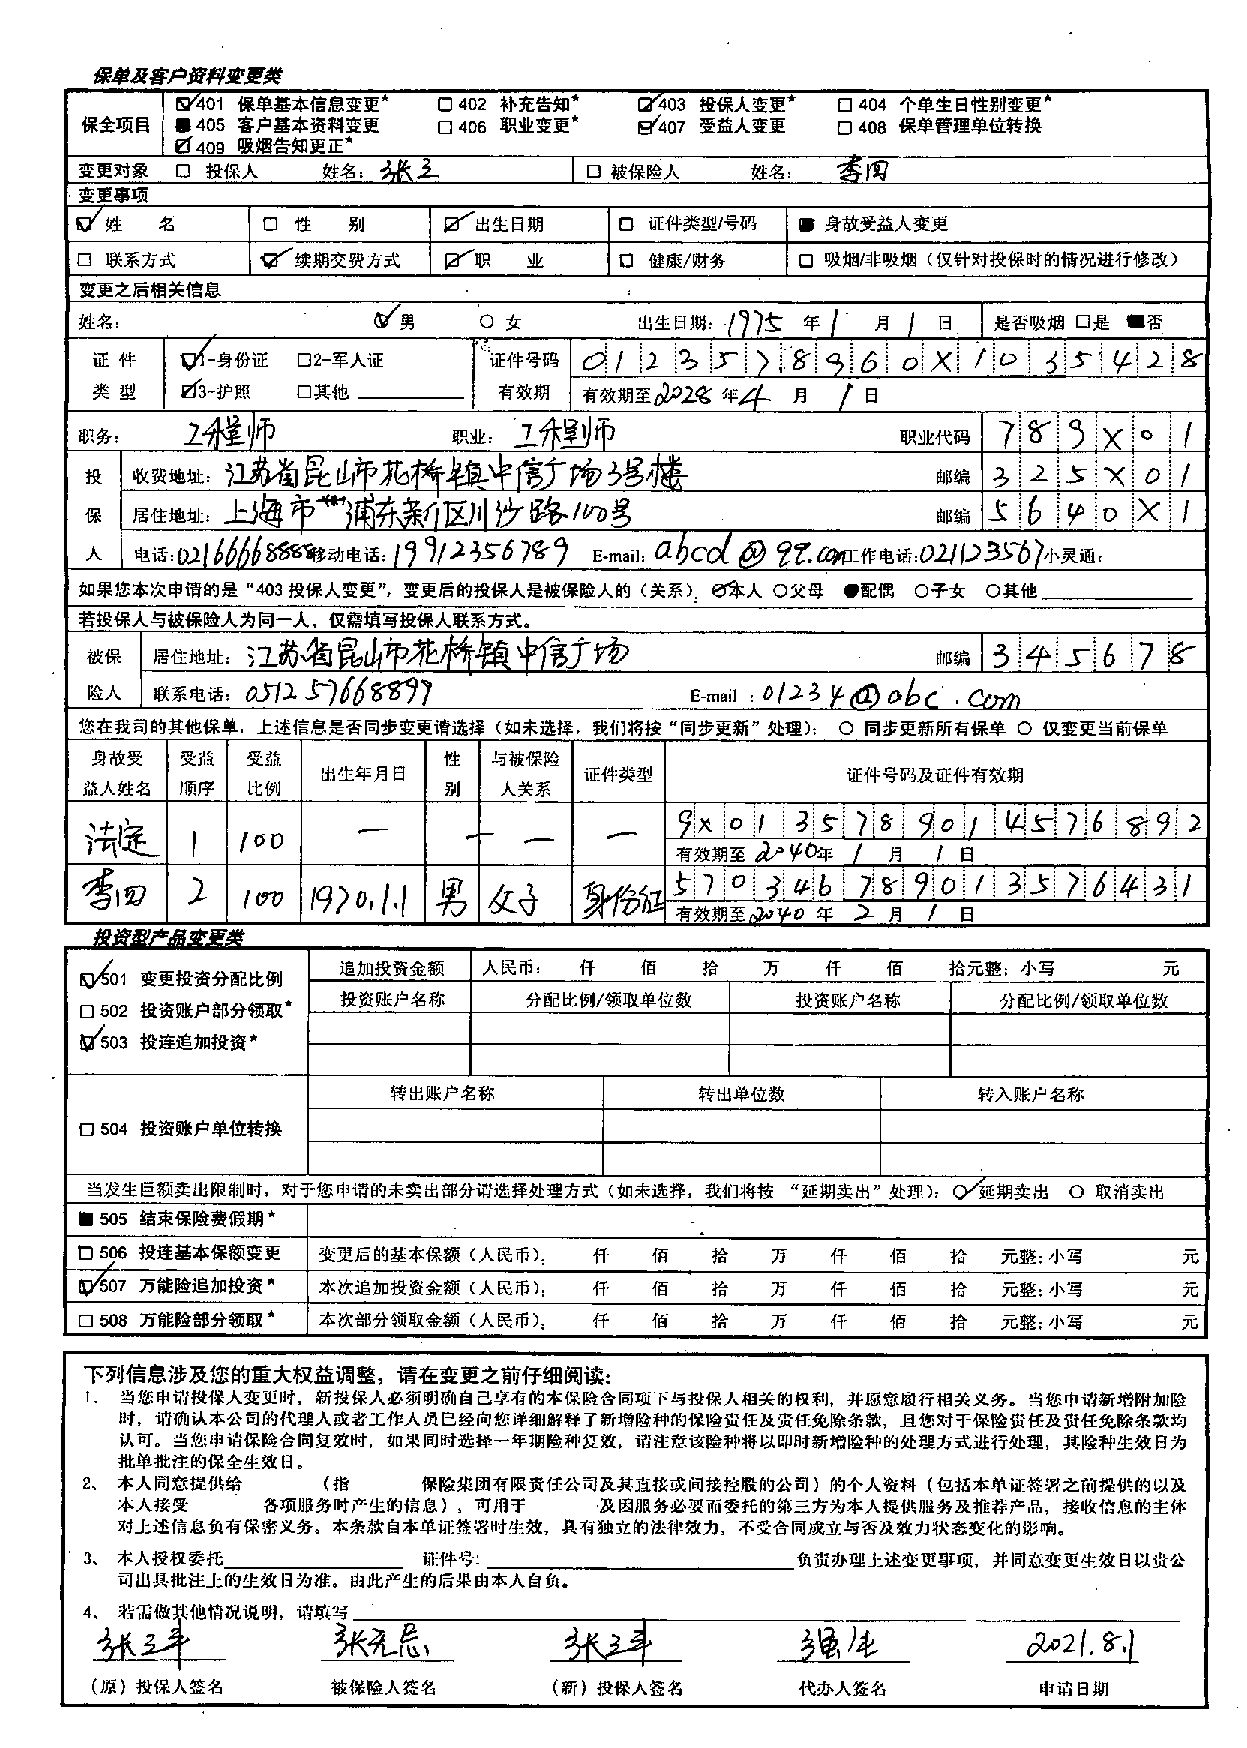 保单及客户资料变更类
保全项目 ☑401 保单基本信息变更* □402 补充告知* ☑403 投保人变更* □404 个单生日性别变更*
■405 客户基本资料变更 □406 职业变更* ☑407 受益人变更 □408 保单管理单位转换
☑409 吸烟告知更正*
变更对象 □ 投保人 姓名: 张三 □ 被保险人 姓名: 李四
变更事项
☑ 姓 名 □ 性 别 ☑ 出生日期 □ 证件类型/号码 ■ 身故受益人变更
□ 联系方式 ☑ 续期交费方式 ☑ 职 业 □ 健康/财务 □ 吸烟/非吸烟(仅针对投保时的情况进行修改)
变更之后相关信息
姓名: ☑男 ○女 出生日期: 1975 年 1 月 1 日 是否吸烟 □是 ■否
证 件 ☑1-身份证 □2-军人证 证件号码 0123578960X1035428
类 型 ☑3-护照 □其他 有效期 有效期至2028年4月1日
职务: 工程师 职业: 工程师 职业代码 789X01
投 收费地址: 江苏省昆山市花桥镇中信广场3号楼 邮编 325X01
保 居住地址: 上海市浦东新区川沙路100号 邮编 5640X1
人 电话:02166668888移动电话:19912356789 E-mail: abcd@qq.com工作电话:021123567小灵通:
如果您本次申请的是“403 投保人变更”, 变更后的投保人是被保险人的(关系): ☑本人 ○父母 ●配偶 ○子女 ○其他
若投保人与被保险人为同一人, 仅需填写投保人联系方式。
被保 居住地址: 江苏省昆山市花桥镇中信广场 邮编 345678
险人 联系电话: 051257668899 E-mail : 01234@abc.com
您在我司的其他保单, 上述信息是否同步变更请选择(如未选择, 我们将按“同步更新”处理): ○ 同步更新所有保单 ○ 仅变更当前保单
身故受益人姓名 受益顺序 受益比例 出生年月日 性别 与被保险人关系 证件类型 证件号码及证件有效期
法定 1 100 — — — — 9X0135789014576892
有效期至 2040年 1 月 1 日
李四 2 100 1970.1.1 男 女子 身份证 570346789013576431
有效期至2040 年 2 月 1 日
投资型产品变更类
☑501 变更投资分配比例 追加投资金额 人民币: 仟 佰 拾 万 仟 佰 拾元整; 小写 元
□502 投资账户部分领取* 投资账户名称 分配比例/领取单位数 投资账户名称 分配比例/领取单位数
☑503 投连追加投资*
转出账户名称 转出单位数 转入账户名称
□504 投资账户单位转换
当发生巨额卖出限制时, 对于您申请的未卖出部分请选择处理方式(如未选择, 我们将按 “延期卖出”处理): ☑延期卖出 ○ 取消卖出
■505 结束保险费假期*
□506 投连基本保额变更 变更后的基本保额(人民币): 仟 佰 拾 万 仟 佰 拾 元整; 小写 元
☑507 万能险追加投资* 本次追加投资金额(人民币): 仟 佰 拾 万 仟 佰 拾 元整; 小写 元
□508 万能险部分领取* 本次部分领取金额(人民币): 仟 佰 拾 万 仟 佰 拾 元整; 小写 元
下列信息涉及您的重大权益调整, 请在变更之前仔细阅读:
1、 当您申请投保人变更时, 新投保人必须明确自己享有的本保险合同项下与投保人相关的权利, 并愿意履行相关义务。当您申请新增附加险
时, 请确认本公司的代理人或者工作人员已经向您详细解释了新增险种的保险责任及责任免除条款, 且您对于保险责任及责任免除条款均
认可。当您申请保险合同复效时, 如果同时选择一年期险种复效, 请注意该险种将以即时新增险种的处理方式进行处理, 其险种生效日为
批单批注的保全生效日。
2、 本人同意提供给 (指 保险集团有限责任公司及其直接或间接控股的公司)的个人资料(包括本单证签署之前提供的以及
本人接受 各项服务时产生的信息), 可用于 及因服务必要而委托的第三方为本人提供服务及推荐产品, 接收信息的主体
对上述信息负有保密义务。本条款自本单证签署时生效, 具有独立的法律效力, 不受合同成立与否及效力状态变化的影响。
3、 本人授权委托 证件号: 负责办理上述变更事项, 并同意变更生效日以贵公
司出具批注上的生效日为准。由此产生的后果由本人自负。
4、 若需做其他情况说明, 请填写
张三丰 张无忌 张三丰 强生 2021.8.1
(原)投保人签名 被保险人签名 (新)投保人签名 代办人签名 申请日期